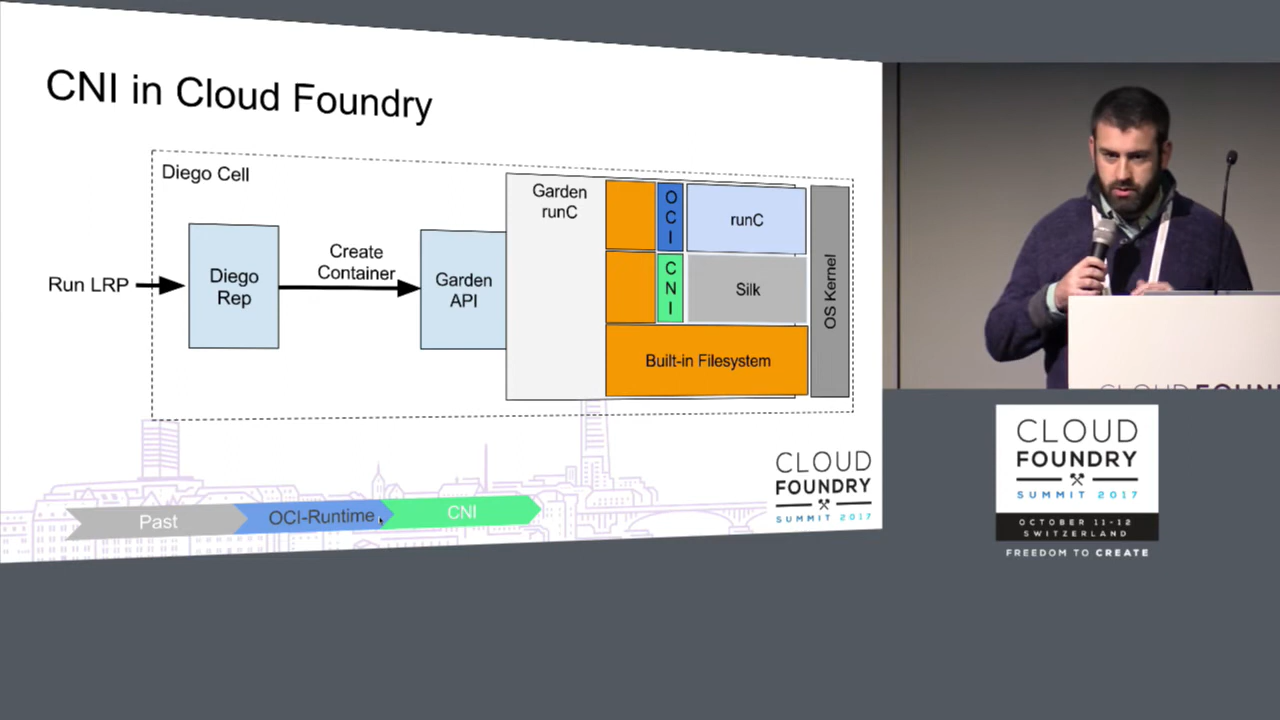 CNI in Cloud Foundry
Diego Cell
Run LRP
Diego
Rep
Create
Container
Garden
API
Garden
runC
O
C
I
runC
C
N
I
Silk
Built-in Filesystem
OS Kernel
Past
OCI-Runtime
CNI
CLOUD
FOUNDRY
SUMMIT 2017
CLOUD
FOUNDRY
SUMMIT 2017
OCTOBER 11-12
SWITZERLAND
FREEDOM TO CREATE